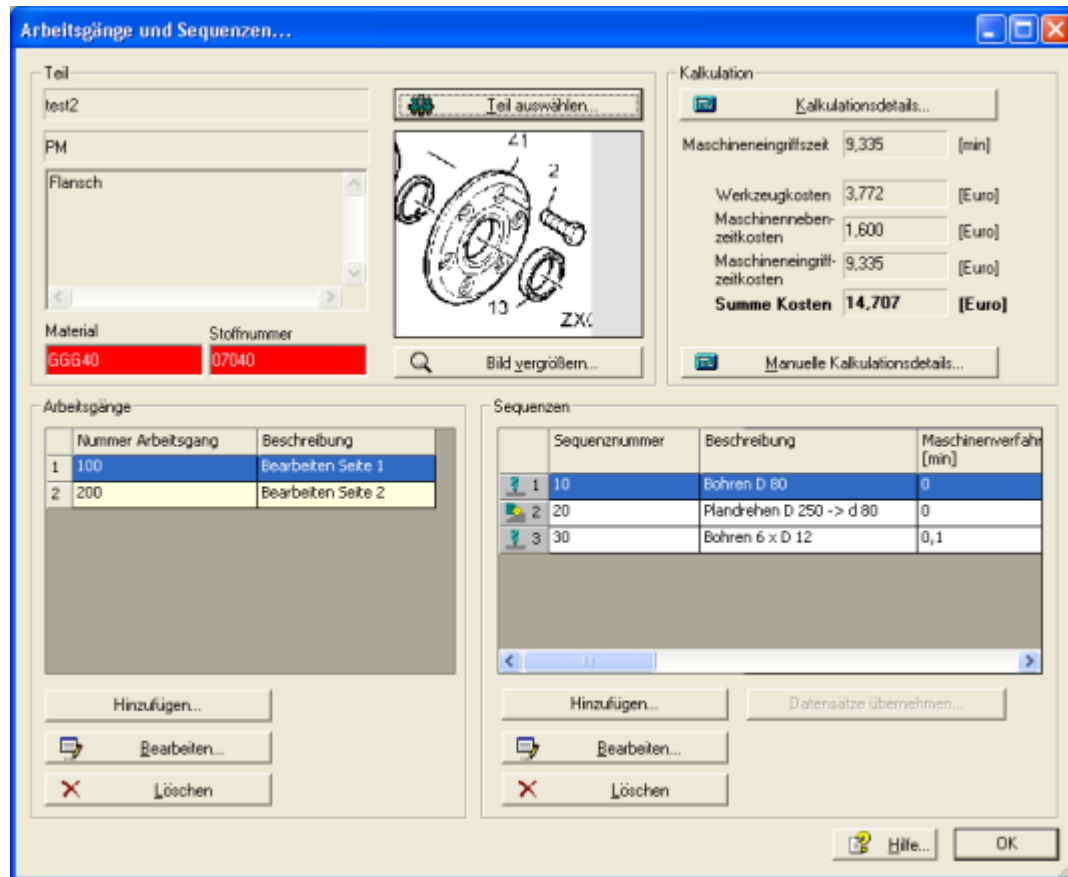 Arbeitsgänge und Sequenzen...
Teil
test2
Teil auswählen...
PM
Flansch
21
2
13
ZX
Material
Stoffnummer
GGG40
07040
Bild vergrößern...
Kalkulation
Kalkulationsdetails...
Maschineneingriffszeit 9,335 [min]
Werkzeugkosten 3,772 [Euro]
Maschinenneben-
zeitkosten 1,600 [Euro]
Maschineneingriff-
zeitkosten 9,335 [Euro]
Summe Kosten 14,707 [Euro]
Manuelle Kalkulationsdetails...
Arbeitsgänge
Nummer Arbeitsgang Beschreibung
1 100 Bearbeiten Seite 1
2 200 Bearbeiten Seite 2
Hinzufügen...
Bearbeiten...
Löschen
Sequenzen
Sequenznummer Beschreibung Maschinenverfahr
[min]
1 10 Bohren D 80 0
2 20 Plandrehen D 250 -> d 80 0
3 30 Bohren 6 x D 12 0,1
Hinzufügen... Datensätze übernehmen...
Bearbeiten...
Löschen
Hilfe... OK